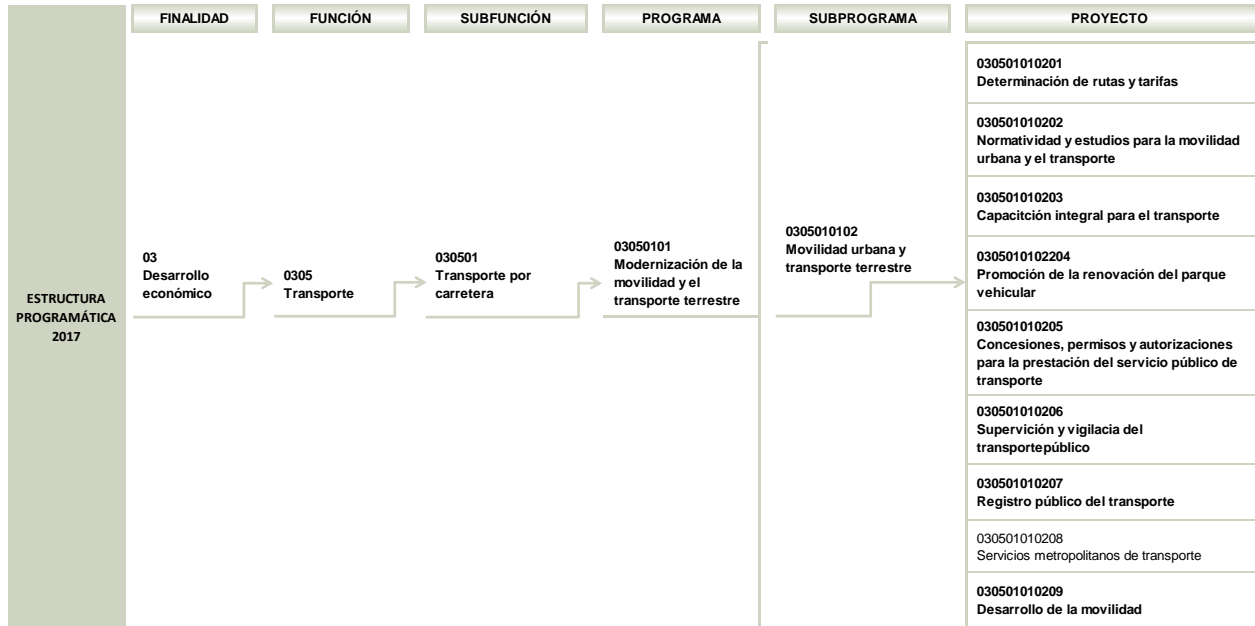 FINALIDAD
FUNCIÓN
SUBFUNCIÓN
PROGRAMA
SUBPROGRAMA
PROYECTO
ESTRUCTURA
PROGRAMÁTICA
2017
03
Desarrollo
económico
0305
Transporte
030501
Transporte por
carretera
03050101
Modernización de la
movilidad y el
transporte terrestre
0305010102
Movilidad urbana y
transporte terrestre
030501010201
Determinación de rutas y tarifas
030501010202
Normatividad y estudios para la movilidad
urbana y el transporte
030501010203
Capacitción integral para el transporte
0305010102204
Promoción de la renovación del parque
vehicular
030501010205
Concesiones, permisos y autorizaciones
para la prestación del servicio público de
transporte
030501010206
Supervición y vigilacia del
transportepúblico
030501010207
Registro público del transporte
030501010208
Servicios metropolitanos de transporte
030501010209
Desarrollo de la movilidad